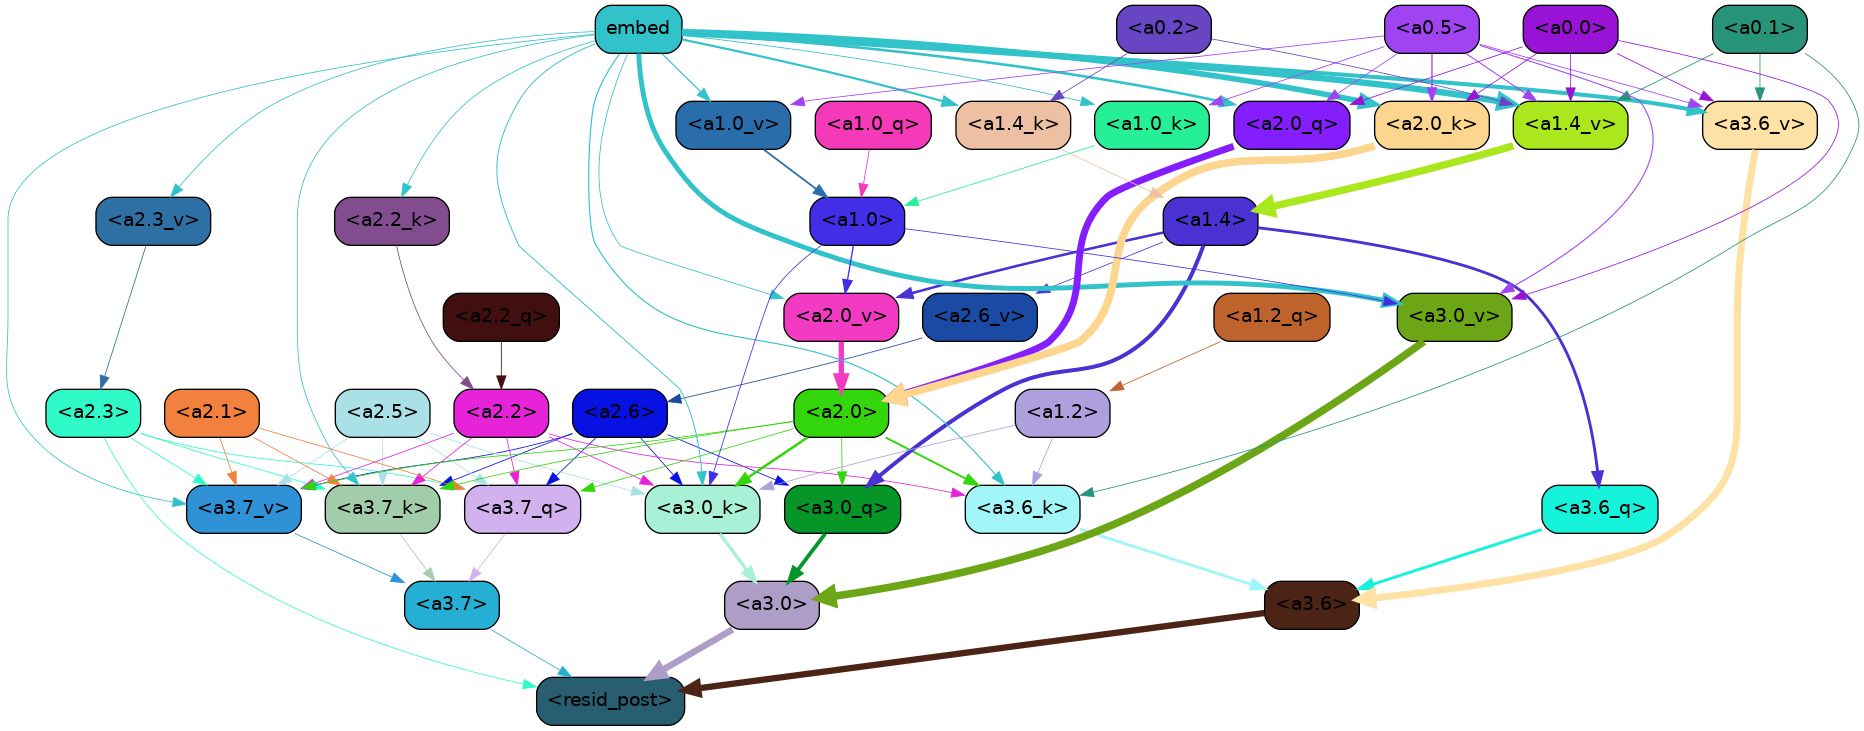 embed
<a0.2>
<a0.5>
<a0.0>
<a0.1>
<a1.0_v>
<a1.0_q>
<a1.4_k>
<a1.0_k>
<a2.0_q>
<a2.0_k>
<a1.4_v>
<a3.6_v>
<a2.3_v>
<a2.2_k>
<a1.0>
<a1.4>
<a2.2_q>
<a2.0_v>
<a2.6_v>
<a1.2_q>
<a3.0_v>
<a2.3>
<a2.1>
<a2.5>
<a2.2>
<a2.6>
<a2.0>
<a1.2>
<a3.7_v>
<a3.7_k>
<a3.7_q>
<a3.0_k>
<a3.0_q>
<a3.6_k>
<a3.6_q>
<a3.7>
<a3.0>
<a3.6>
<resid_post>